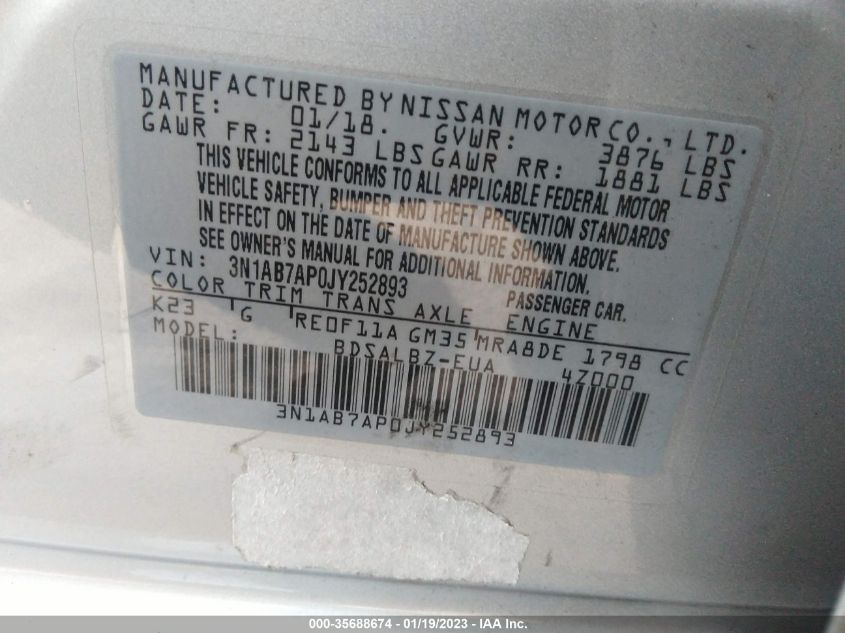 MANUFACTURED BY NISSAN MOTOR CO., LTD.
DATE: 01/18. GVWR: 3876 LBS
GAWR FR: 2143 LBS GAWR RR: 1881 LBS
THIS VEHICLE CONFORMS TO ALL APPLICABLE FEDERAL MOTOR
VEHICLE SAFETY, BUMPER AND THEFT PREVENTION STANDARDS
IN EFFECT ON THE DATE OF MANUFACTURE SHOWN ABOVE.
SEE OWNER'S MANUAL FOR ADDITIONAL INFORMATION.
VIN: 3N1AB7AP0JY252893 PASSENGER CAR.
COLOR TRIM TRANS AXLE ENGINE
K23 G RE0F11A GM35 MRA8DE 1798 CC
MODEL: BDSALBZ-EUA 4Z000
3N1AB7AP0JY252893
000-35688674 - 01/19/2023 - IAA Inc.